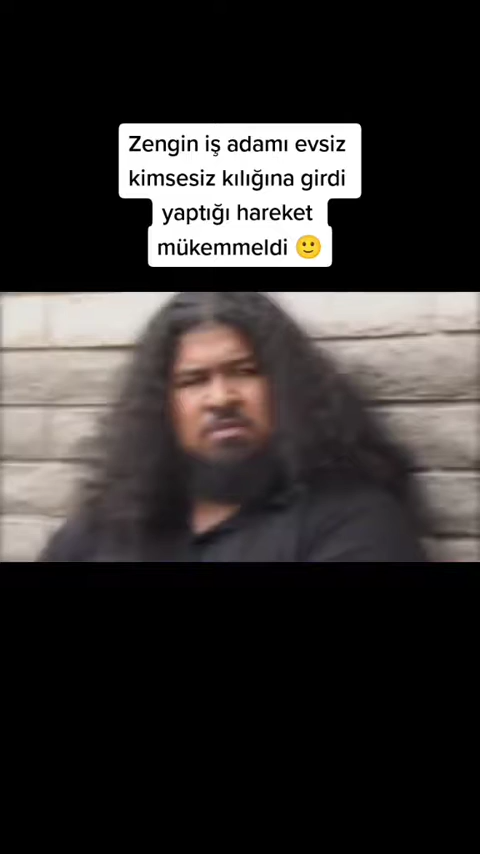 Zengin iş adamı evsiz
kimsesiz kılığına girdi
yaptığı hareket
mükemmeldi 🙂